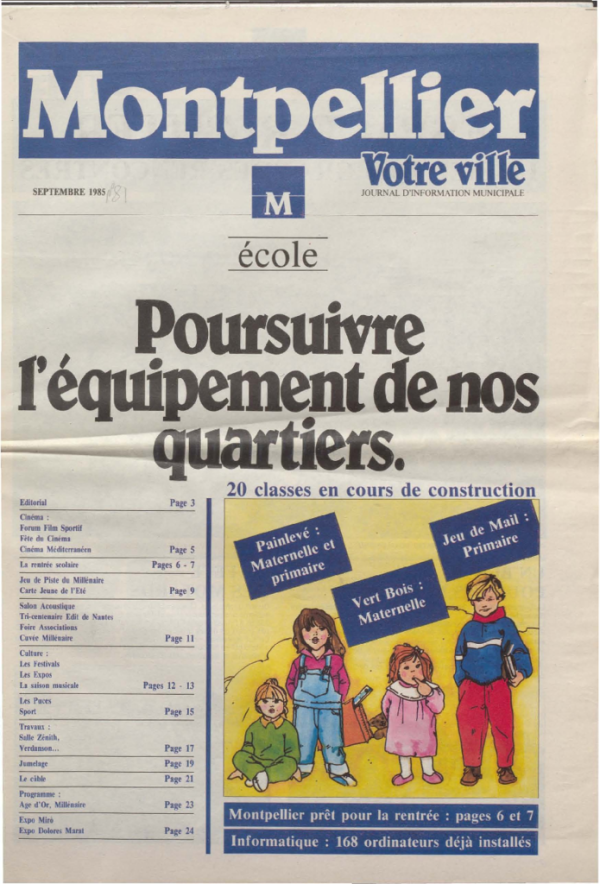 Montpellier
Votre ville
JOURNAL D'INFORMATION MUNICIPALE
SEPTEMBRE 1985
M
école
Poursuivre
l'équipement de nos
quartiers.
Editorial Page 3
Cinéma :
Forum Film Sportif
Fête du Cinéma
Cinéma Méditerranéen Page 5
La rentrée scolaire Pages 6 - 7
Jeu de Piste du Millénaire
Carte Jeune de l'Eté Page 9
Salon Acoustique
Tri-centenaire Edit de Nantes
Foire Associations
Cuvée Millénaire Page 11
Culture :
Les Festivals
Les Expos
La saison musicale Pages 12 - 13
Les Puces
Sport Page 15
Travaux :
Salle Zénith,
Verdanson... Page 17
Jumelage Page 19
Le câble Page 21
Programme :
Age d'Or, Millénaire Page 23
Expo Miró
Expo Dolores Marat Page 24
20 classes en cours de construction
Painlevé :
Maternelle et
primaire
Vert Bois :
Maternelle
Jeu de Mail :
Primaire
Montpellier prêt pour la rentrée : pages 6 et 7
Informatique : 168 ordinateurs déjà installés